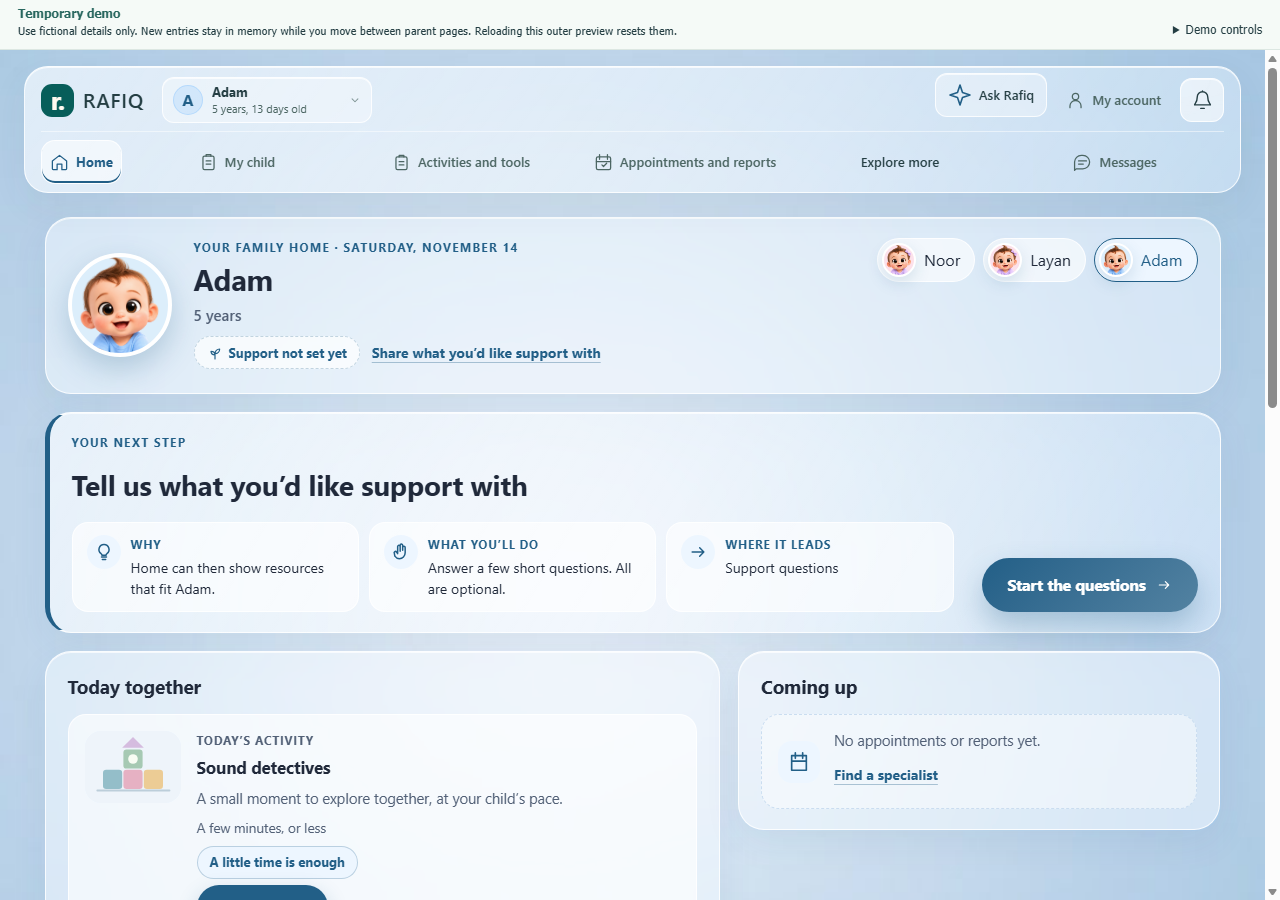 Temporary demo
Use fictional details only. New entries stay in memory while you move between parent pages. Reloading this outer preview resets them.
Demo controls
r.
RAFIQ
A
Adam
5 years, 13 days old
Ask Rafiq
My account
Home
My child
Activities and tools
Appointments and reports
Explore more
Messages
YOUR FAMILY HOME · SATURDAY, NOVEMBER 14
Adam
5 years
Support not set yet
Share what you’d like support with
Noor
Layan
Adam
YOUR NEXT STEP
Tell us what you’d like support with
WHY
Home can then show resources
that fit Adam.
WHAT YOU’LL DO
Answer a few short questions. All
are optional.
WHERE IT LEADS
Support questions
Start the questions
Today together
TODAY’S ACTIVITY
Sound detectives
A small moment to explore together, at your child’s pace.
A few minutes, or less
A little time is enough
Coming up
No appointments or reports yet.
Find a specialist